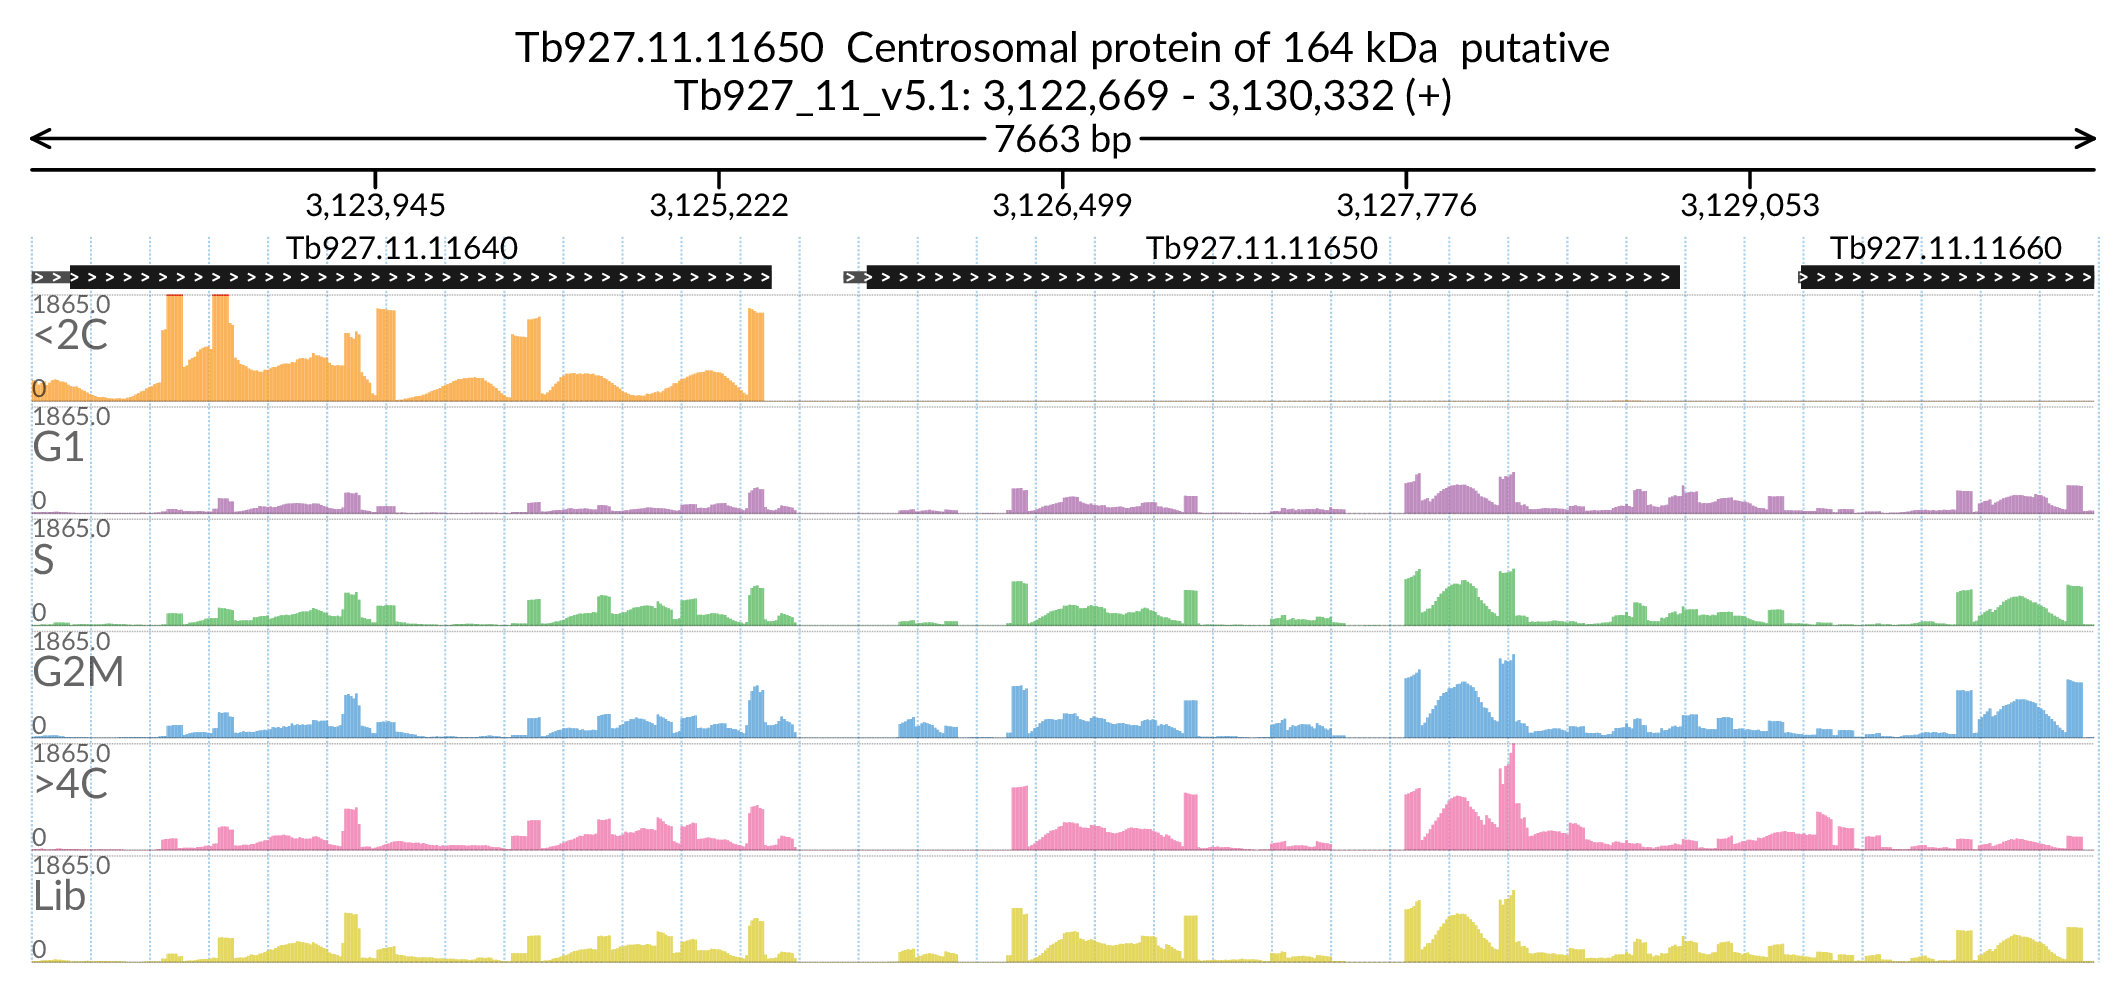 Tb927.11.11650  Centrosomal protein of 164 kDa  putative
Tb927_11_v5.1: 3,122,669 - 3,130,332 (+)
7663 bp
3,123,945 3,125,222 3,126,499 3,127,776 3,129,053
Tb927.11.11640 Tb927.11.11650 Tb927.11.11660
1865.0
<2C
0
1865.0
G1
0
1865.0
S
0
1865.0
G2M
0
1865.0
>4C
0
1865.0
Lib
0